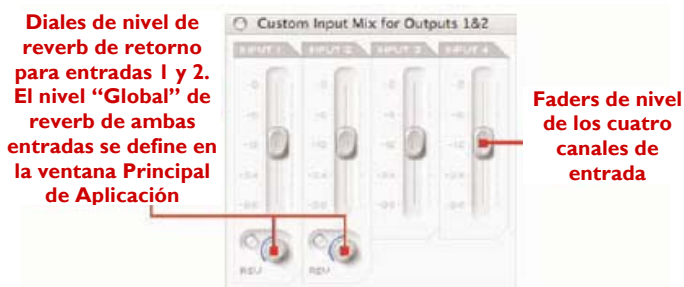 Diales de nivel de
reverb de retorno
para entradas 1 y 2.
El nivel “Global” de
reverb de ambas
entradas se define en
la ventana Principal
de Aplicación
Custom Input Mix for Outputs 1&2
INPUT 1 INPUT 2 INPUT 3 INPUT 4
REV REV
Faders de nivel
de los cuatro
canales de
entrada